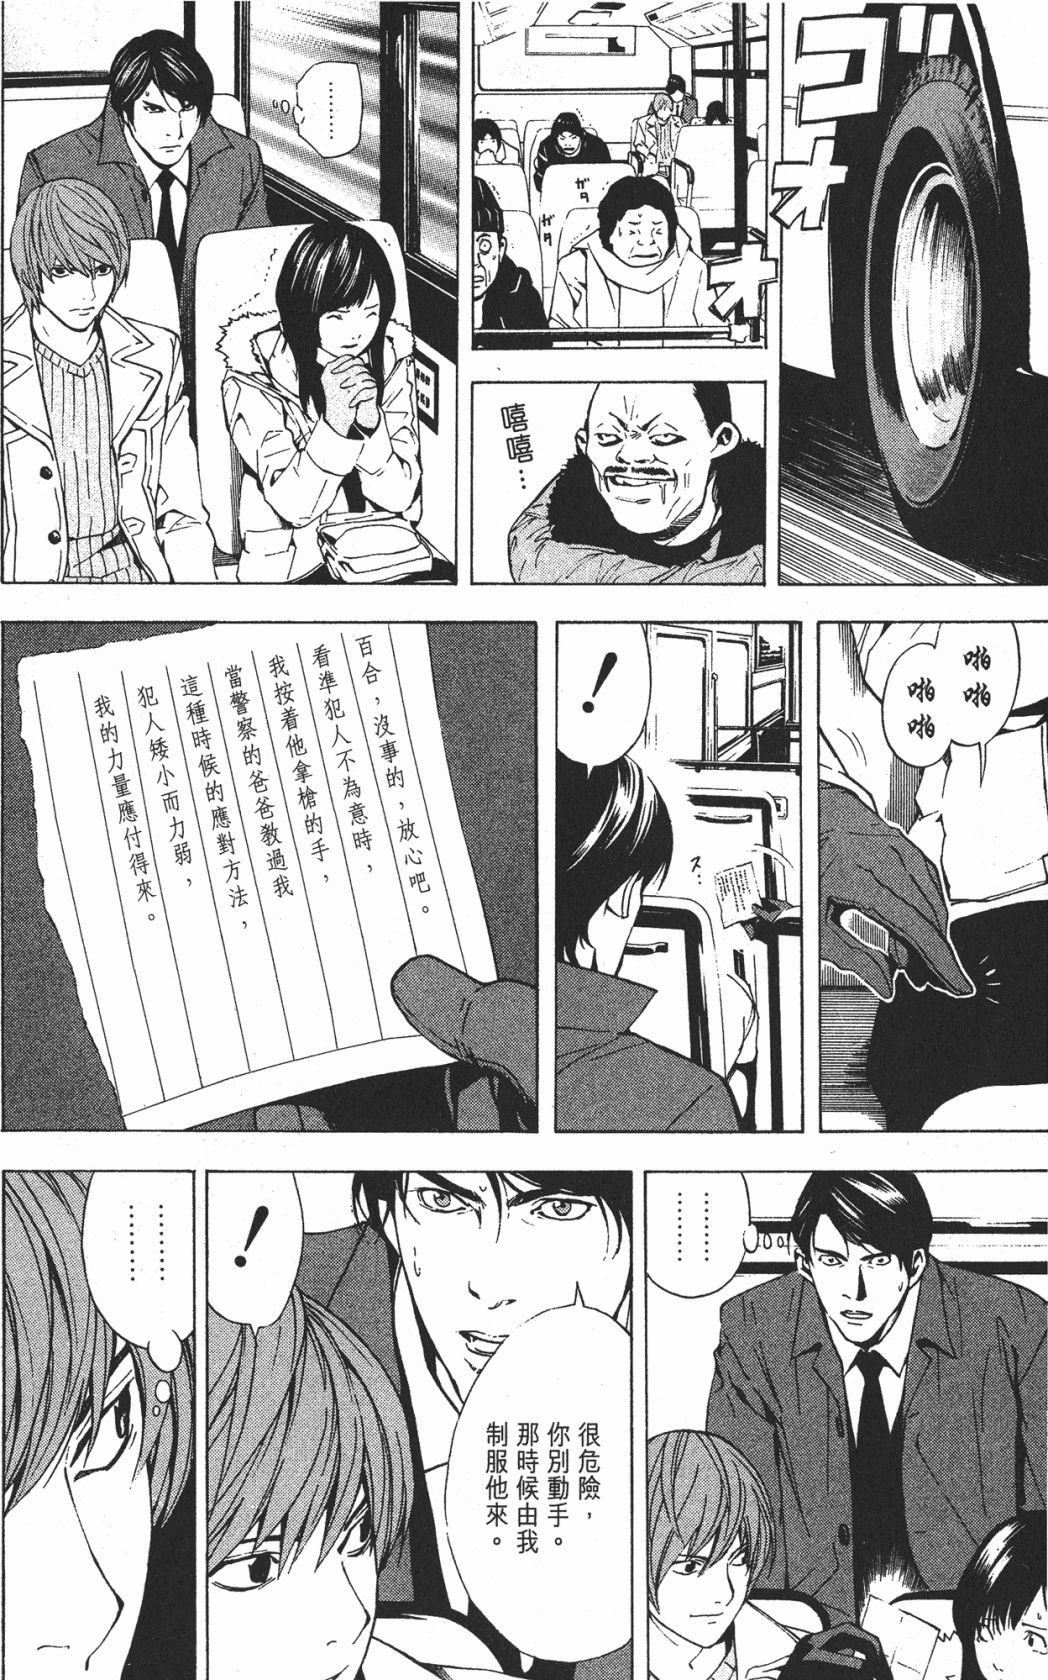 ゴオオオ
ガタ
ガタ
嘻嘻…
………
啪啪
啪啪
！
ス…
百合，沒事的，放心吧。
看準犯人不為意時，
我按着他拿槍的手，
當警察的爸爸教過我
這種時候的應對方法，
犯人矮小而力弱，
我的力量應付得來。
………
………
很危險，
你別動手。
那時候由我
制服他來。
！
………
………